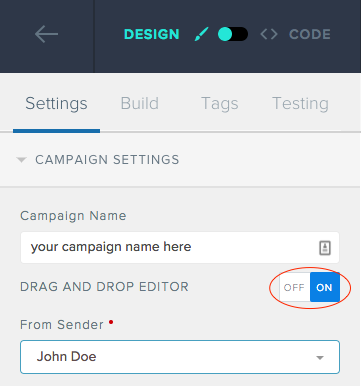 DESIGN CODE
Settings Build Tags Testing
CAMPAIGN SETTINGS
Campaign Name
your campaign name here
DRAG AND DROP EDITOR OFF ON
From Sender
John Doe